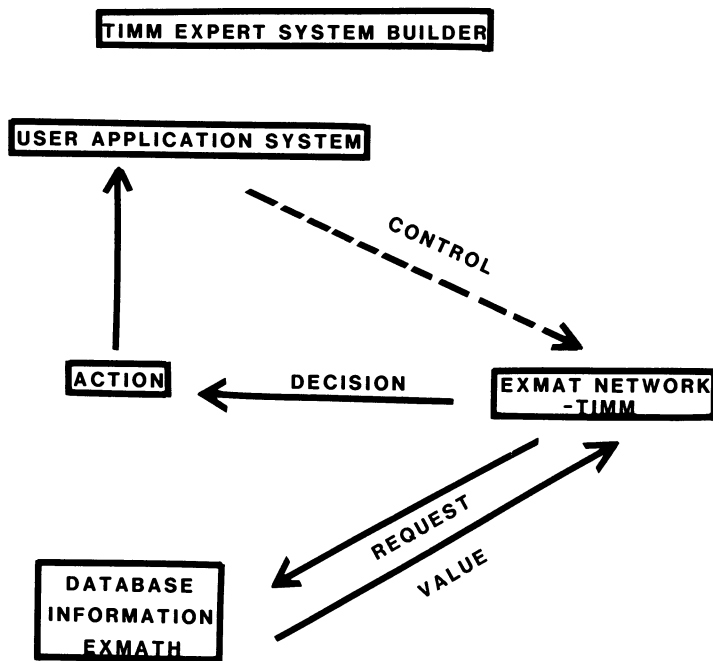 TIMM EXPERT SYSTEM BUILDER
USER APPLICATION SYSTEM
CONTROL
ACTION
DECISION
EXMAT NETWORK
-TIMM
REQUEST
VALUE
DATABASE
INFORMATION
EXMATH